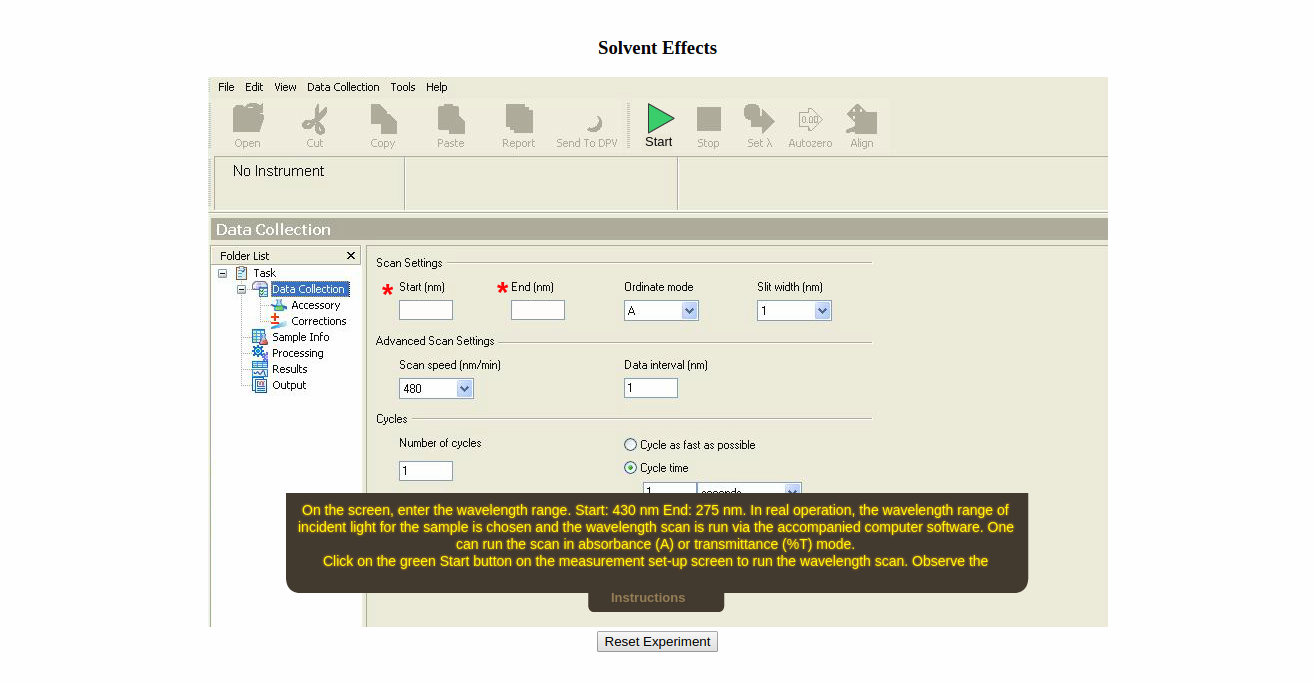 Solvent Effects
File Edit View Data Collection Tools Help
Open Cut Copy Paste Report Send To DPV Start Stop Set λ Autozero Align
No Instrument
Data Collection
Folder List
Task
Data Collection
Accessory
Corrections
Sample Info
Processing
Results
Output
Scan Settings
* Start (nm) * End (nm) Ordinate mode Slit width (nm)
A 1
Advanced Scan Settings
Scan speed (nm/min) Data interval (nm)
480 1
Cycles
Number of cycles Cycle as fast as possible
1 Cycle time
1 seconds
On the screen, enter the wavelength range. Start: 430 nm End: 275 nm. In real operation, the wavelength range of
incident light for the sample is chosen and the wavelength scan is run via the accompanied computer software. One
can run the scan in absorbance (A) or transmittance (%T) mode.
Click on the green Start button on the measurement set-up screen to run the wavelength scan. Observe the
Instructions
Reset Experiment